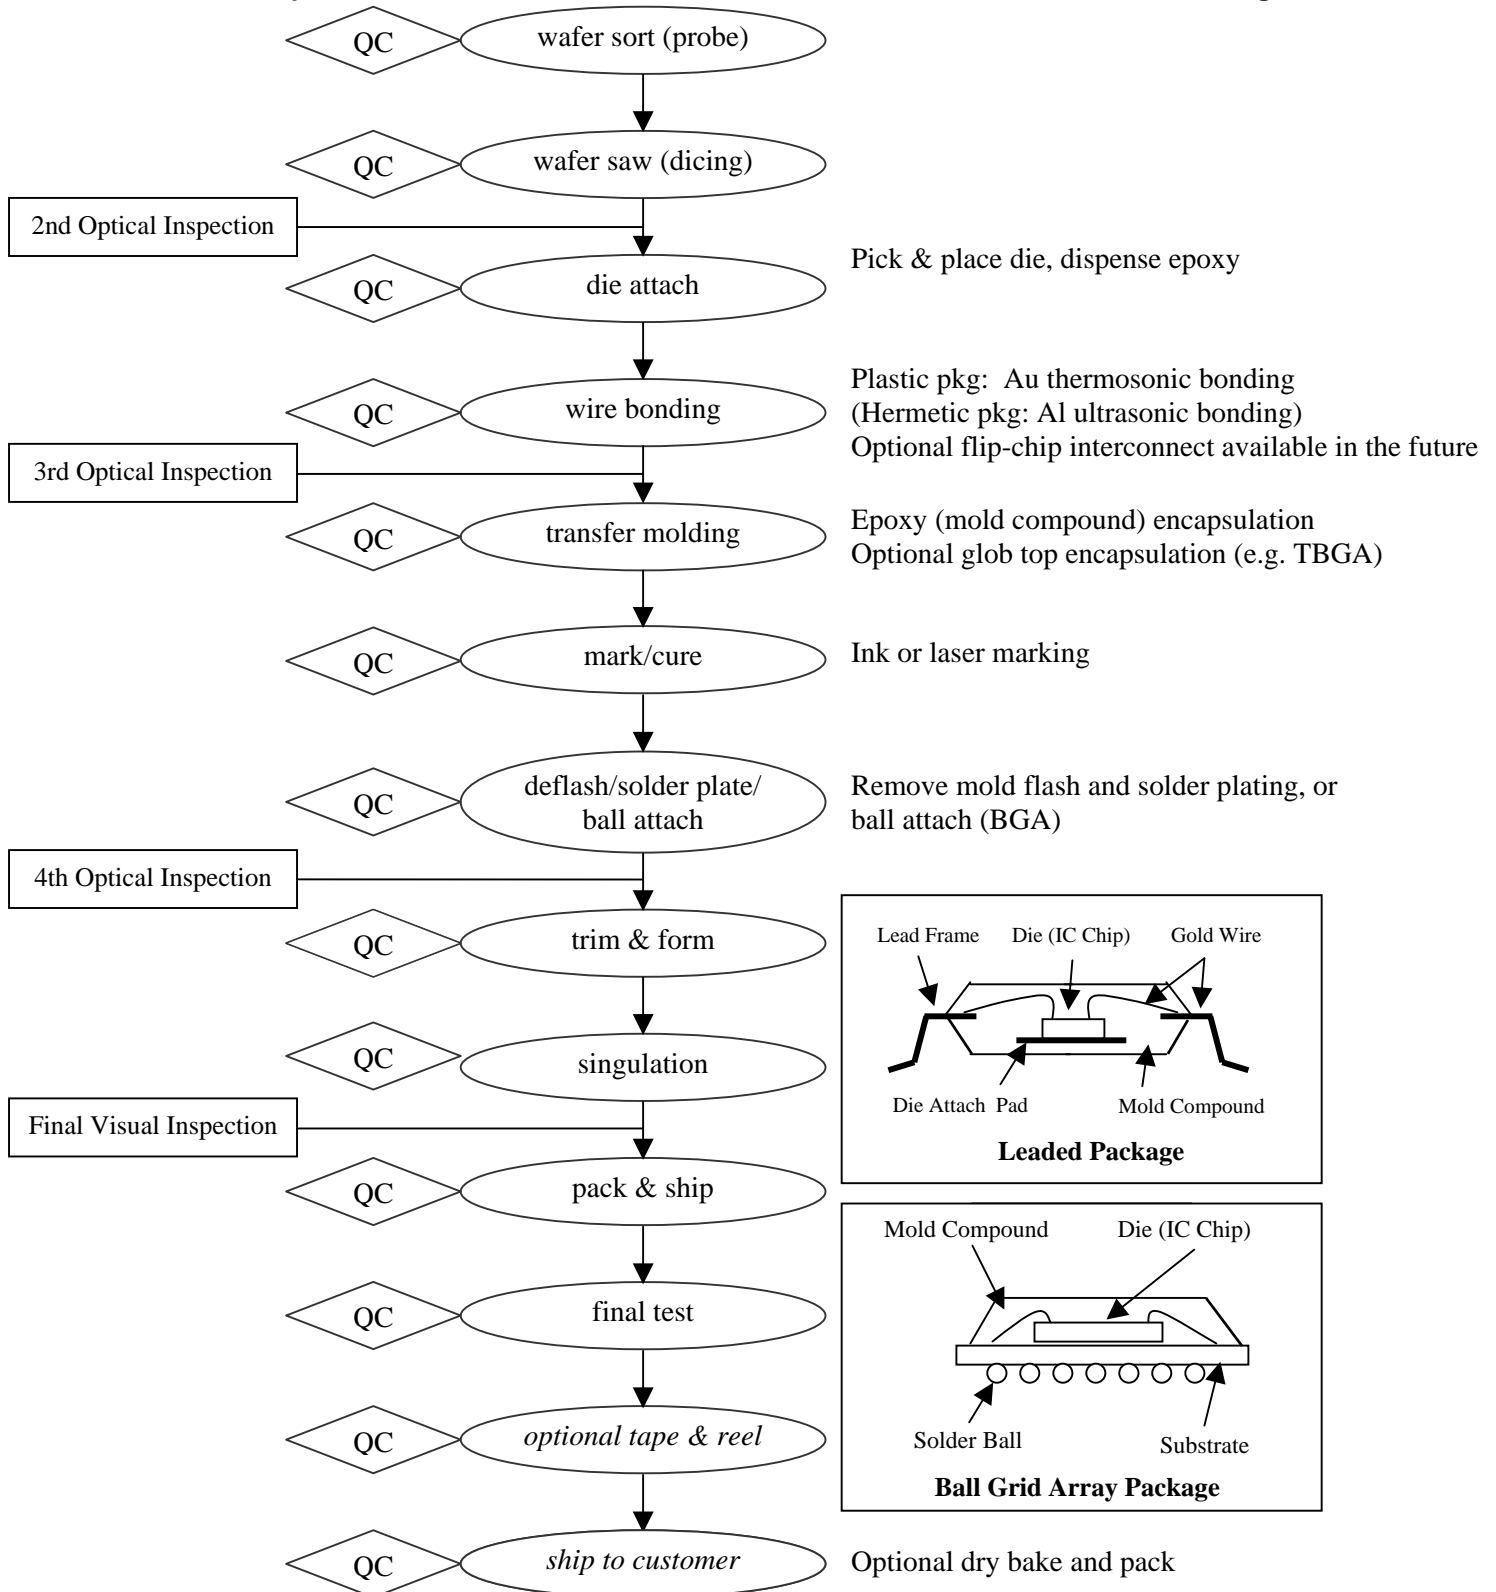 QC
wafer sort (probe)
QC
wafer saw (dicing)
2nd Optical Inspection
QC
die attach
Pick & place die, dispense epoxy
QC
wire bonding
Plastic pkg:  Au thermosonic bonding
(Hermetic pkg: Al ultrasonic bonding)
Optional flip-chip interconnect available in the future
3rd Optical Inspection
QC
transfer molding
Epoxy (mold compound) encapsulation
Optional glob top encapsulation (e.g. TBGA)
QC
mark/cure
Ink or laser marking
QC
deflash/solder plate/
ball attach
Remove mold flash and solder plating, or
ball attach (BGA)
4th Optical Inspection
QC
trim & form
QC
singulation
Final Visual Inspection
QC
pack & ship
QC
final test
QC
optional tape & reel
QC
ship to customer
Optional dry bake and pack
Lead Frame
Die (IC Chip)
Gold Wire
Die Attach Pad
Mold Compound
Leaded Package
Mold Compound
Die (IC Chip)
Solder Ball
Substrate
Ball Grid Array Package